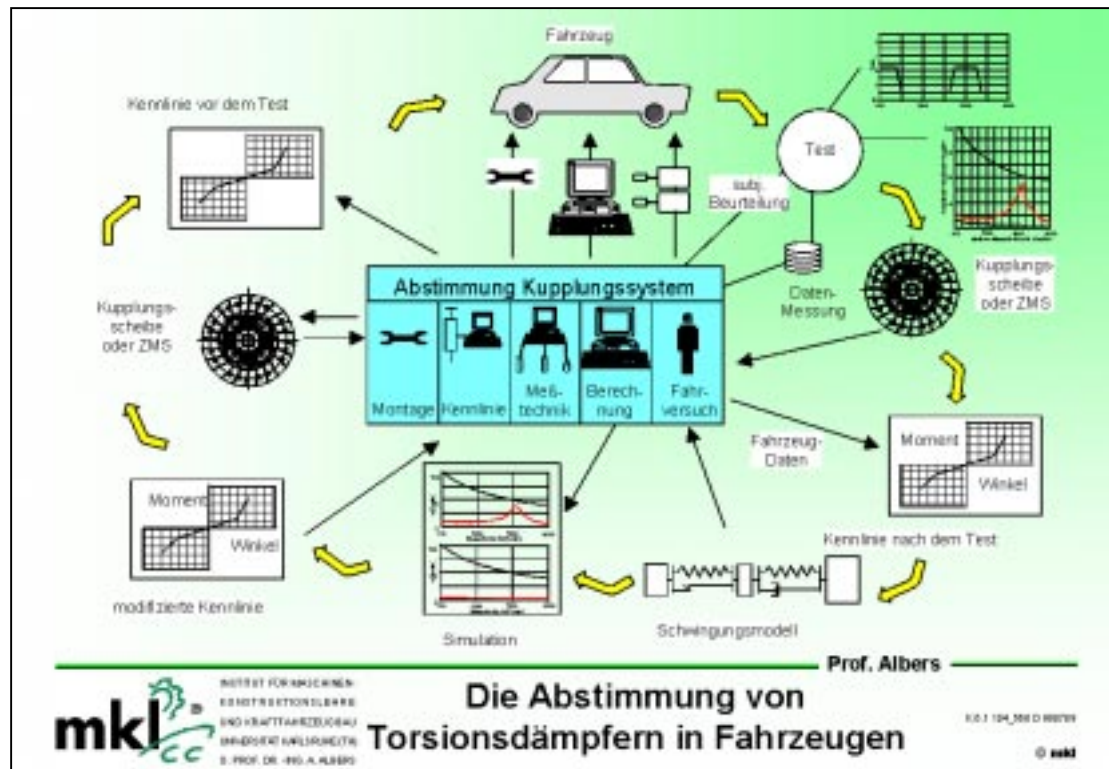 Fahrzeug
Kennlinie vor dem Test
Test
subj.
Beurteilung
Abstimmung Kupplungssystem
Kupplungs-
scheibe
oder ZMS
Daten-
Messung
Kupplungs-
scheibe
oder ZMS
Montage
Kennlinie
Meß-
technik
Berech-
nung
Fahr-
versuch
Fahrzeug-
Daten
Moment
Winkel
Moment
Winkel
Kennlinie nach dem Test
modifizierte Kennlinie
Simulation
Schwingungsmodell
Prof. Albers
mkl
CC
INSTITUT FÜR MASCHINEN-
KONSTRUKTIONSLEHRE
UND KRAFTFAHRZEUGBAU
UNIVERSITÄT KARLSRUHE(TH)
O. PROF. DR. -ING. A. ALBERS
Die Abstimmung von
Torsionsdämpfern in Fahrzeugen
© mkl